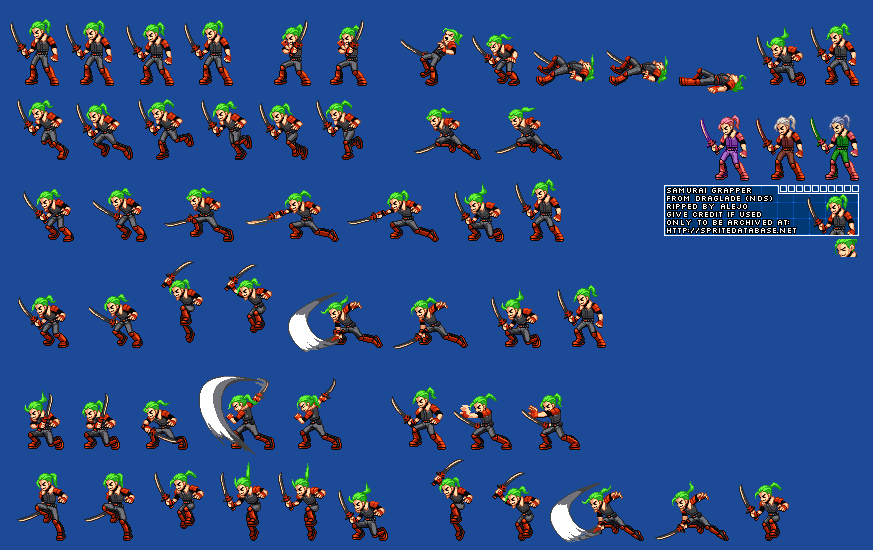 SAMURAI GRAPPER
FROM DRAGLADE (NDS)
RIPPED BY ALEJO
GIVE CREDIT IF USED
ONLY TO BE ARCHIVED AT:
HTTP://SPRITEDATABASE.NET